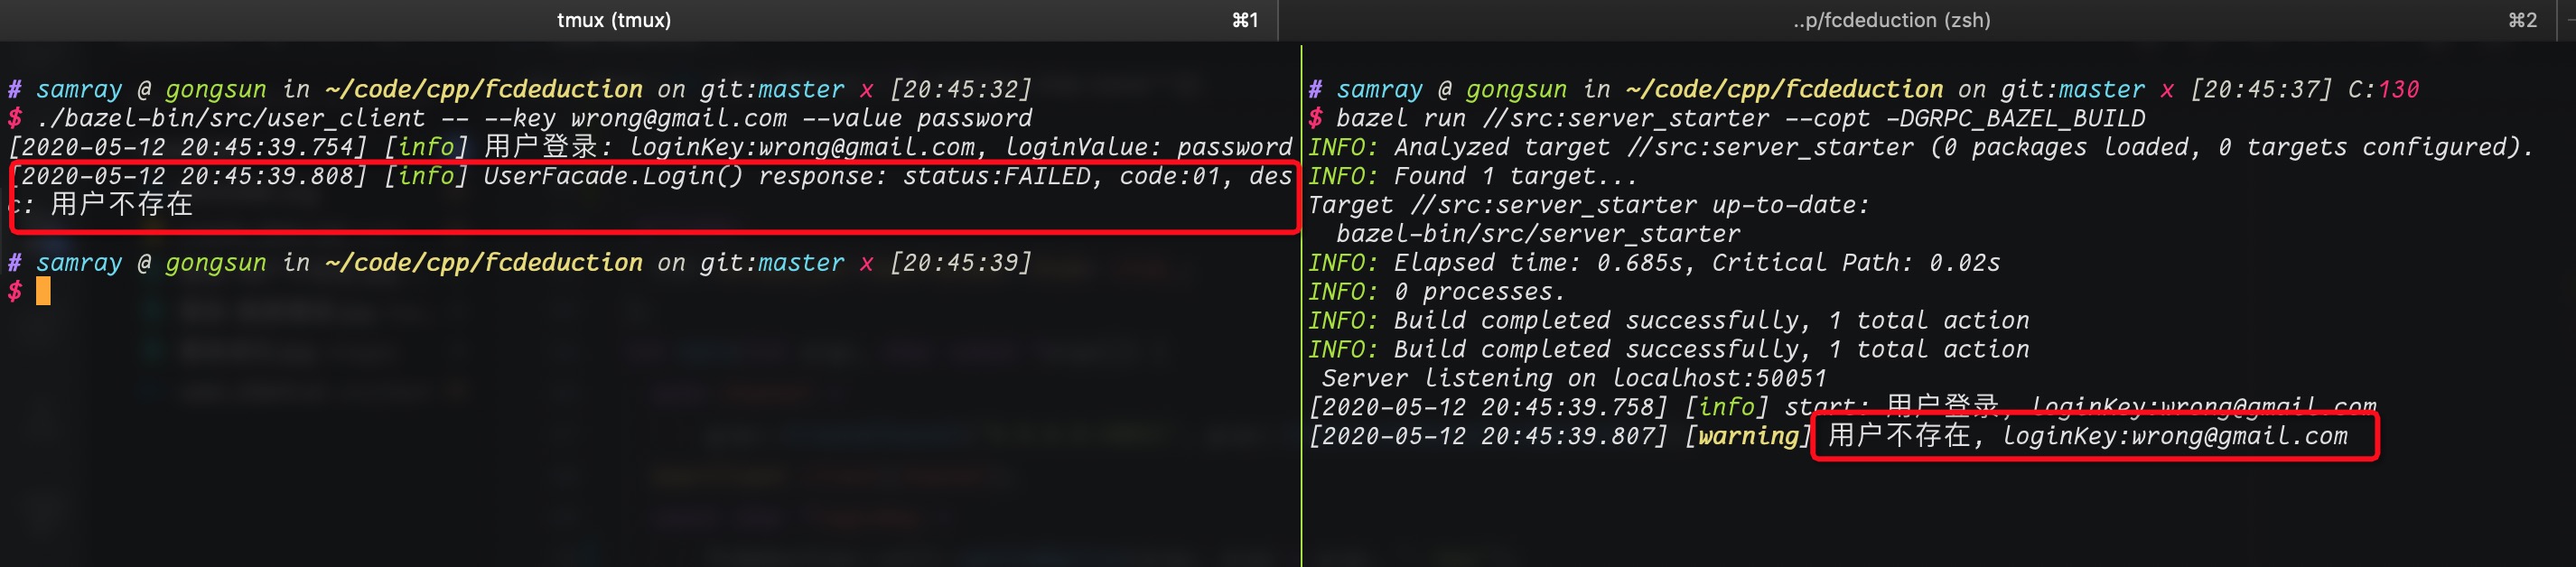 tmux (tmux) ⌘1
..p/fcdeduction (zsh) ⌘2
# samray @ gongsun in ~/code/cpp/fcdeduction on git:master x [20:45:32]
$ ./bazel-bin/src/user_client -- --key wrong@gmail.com --value password
[2020-05-12 20:45:39.754] [info] 用户登录: loginKey:wrong@gmail.com, loginValue: password
[2020-05-12 20:45:39.808] [info] UserFacade.Login() response: status:FAILED, code:01, des
c: 用户不存在
# samray @ gongsun in ~/code/cpp/fcdeduction on git:master x [20:45:39]
$
# samray @ gongsun in ~/code/cpp/fcdeduction on git:master x [20:45:37] C:130
$ bazel run //src:server_starter --copt -DGRPC_BAZEL_BUILD
INFO: Analyzed target //src:server_starter (0 packages loaded, 0 targets configured).
INFO: Found 1 target...
Target //src:server_starter up-to-date:
bazel-bin/src/server_starter
INFO: Elapsed time: 0.685s, Critical Path: 0.02s
INFO: 0 processes.
INFO: Build completed successfully, 1 total action
INFO: Build completed successfully, 1 total action
Server listening on localhost:50051
[2020-05-12 20:45:39.758] [info] start: 用户登录, loginKey:wrong@gmail.com
[2020-05-12 20:45:39.807] [warning] 用户不存在, loginKey:wrong@gmail.com